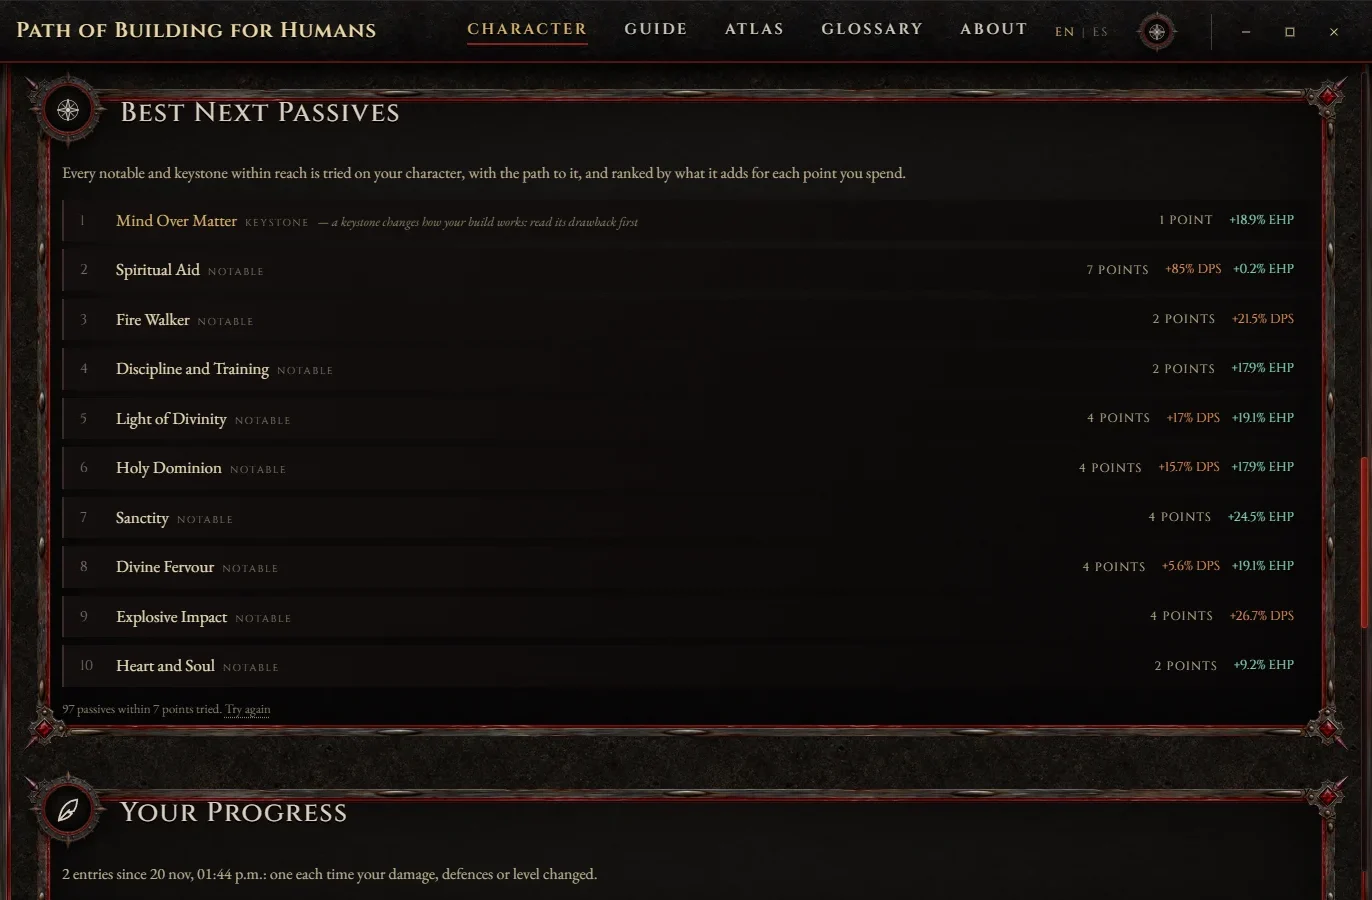 Path of Building for Humans
CHARACTER GUIDE ATLAS GLOSSARY ABOUT EN | ES
Best Next Passives
Every notable and keystone within reach is tried on your character, with the path to it, and ranked by what it adds for each point you spend.
1 Mind Over Matter KEYSTONE — a keystone changes how your build works: read its drawback first 1 POINT +18.9% EHP
2 Spiritual Aid NOTABLE 7 POINTS +85% DPS +0.2% EHP
3 Fire Walker NOTABLE 2 POINTS +21.5% DPS
4 Discipline and Training NOTABLE 2 POINTS +17.9% EHP
5 Light of Divinity NOTABLE 4 POINTS +17% DPS +19.1% EHP
6 Holy Dominion NOTABLE 4 POINTS +15.7% DPS +17.9% EHP
7 Sanctity NOTABLE 4 POINTS +24.5% EHP
8 Divine Fervour NOTABLE 4 POINTS +5.6% DPS +19.1% EHP
9 Explosive Impact NOTABLE 4 POINTS +26.7% DPS
10 Heart and Soul NOTABLE 2 POINTS +9.2% EHP
97 passives within 7 points tried. Try again
Your Progress
2 entries since 20 nov, 01:44 p.m.: one each time your damage, defences or level changed.